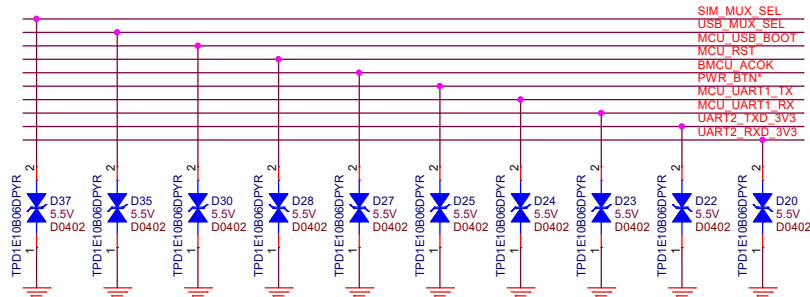 SIM_MUX_SEL
USB_MUX_SEL
MCU_USB_BOOT
MCU_RST
BMCU_ACOK
PWR_BTN*
MCU_UART1_TX
MCU_UART1_RX
UART2_TXD_3V3
UART2_RXD_3V3
2 2 2 2 2 2 2 2 2 2
TPD1E10B06DPYR D37 5.5V D0402
TPD1E10B06DPYR D35 5.5V D0402
TPD1E10B06DPYR D30 5.5V D0402
TPD1E10B06DPYR D28 5.5V D0402
TPD1E10B06DPYR D27 5.5V D0402
TPD1E10B06DPYR D25 5.5V D0402
TPD1E10B06DPYR D24 5.5V D0402
TPD1E10B06DPYR D23 5.5V D0402
TPD1E10B06DPYR D22 5.5V D0402
TPD1E10B06DPYR D20 5.5V D0402
1 1 1 1 1 1 1 1 1 1